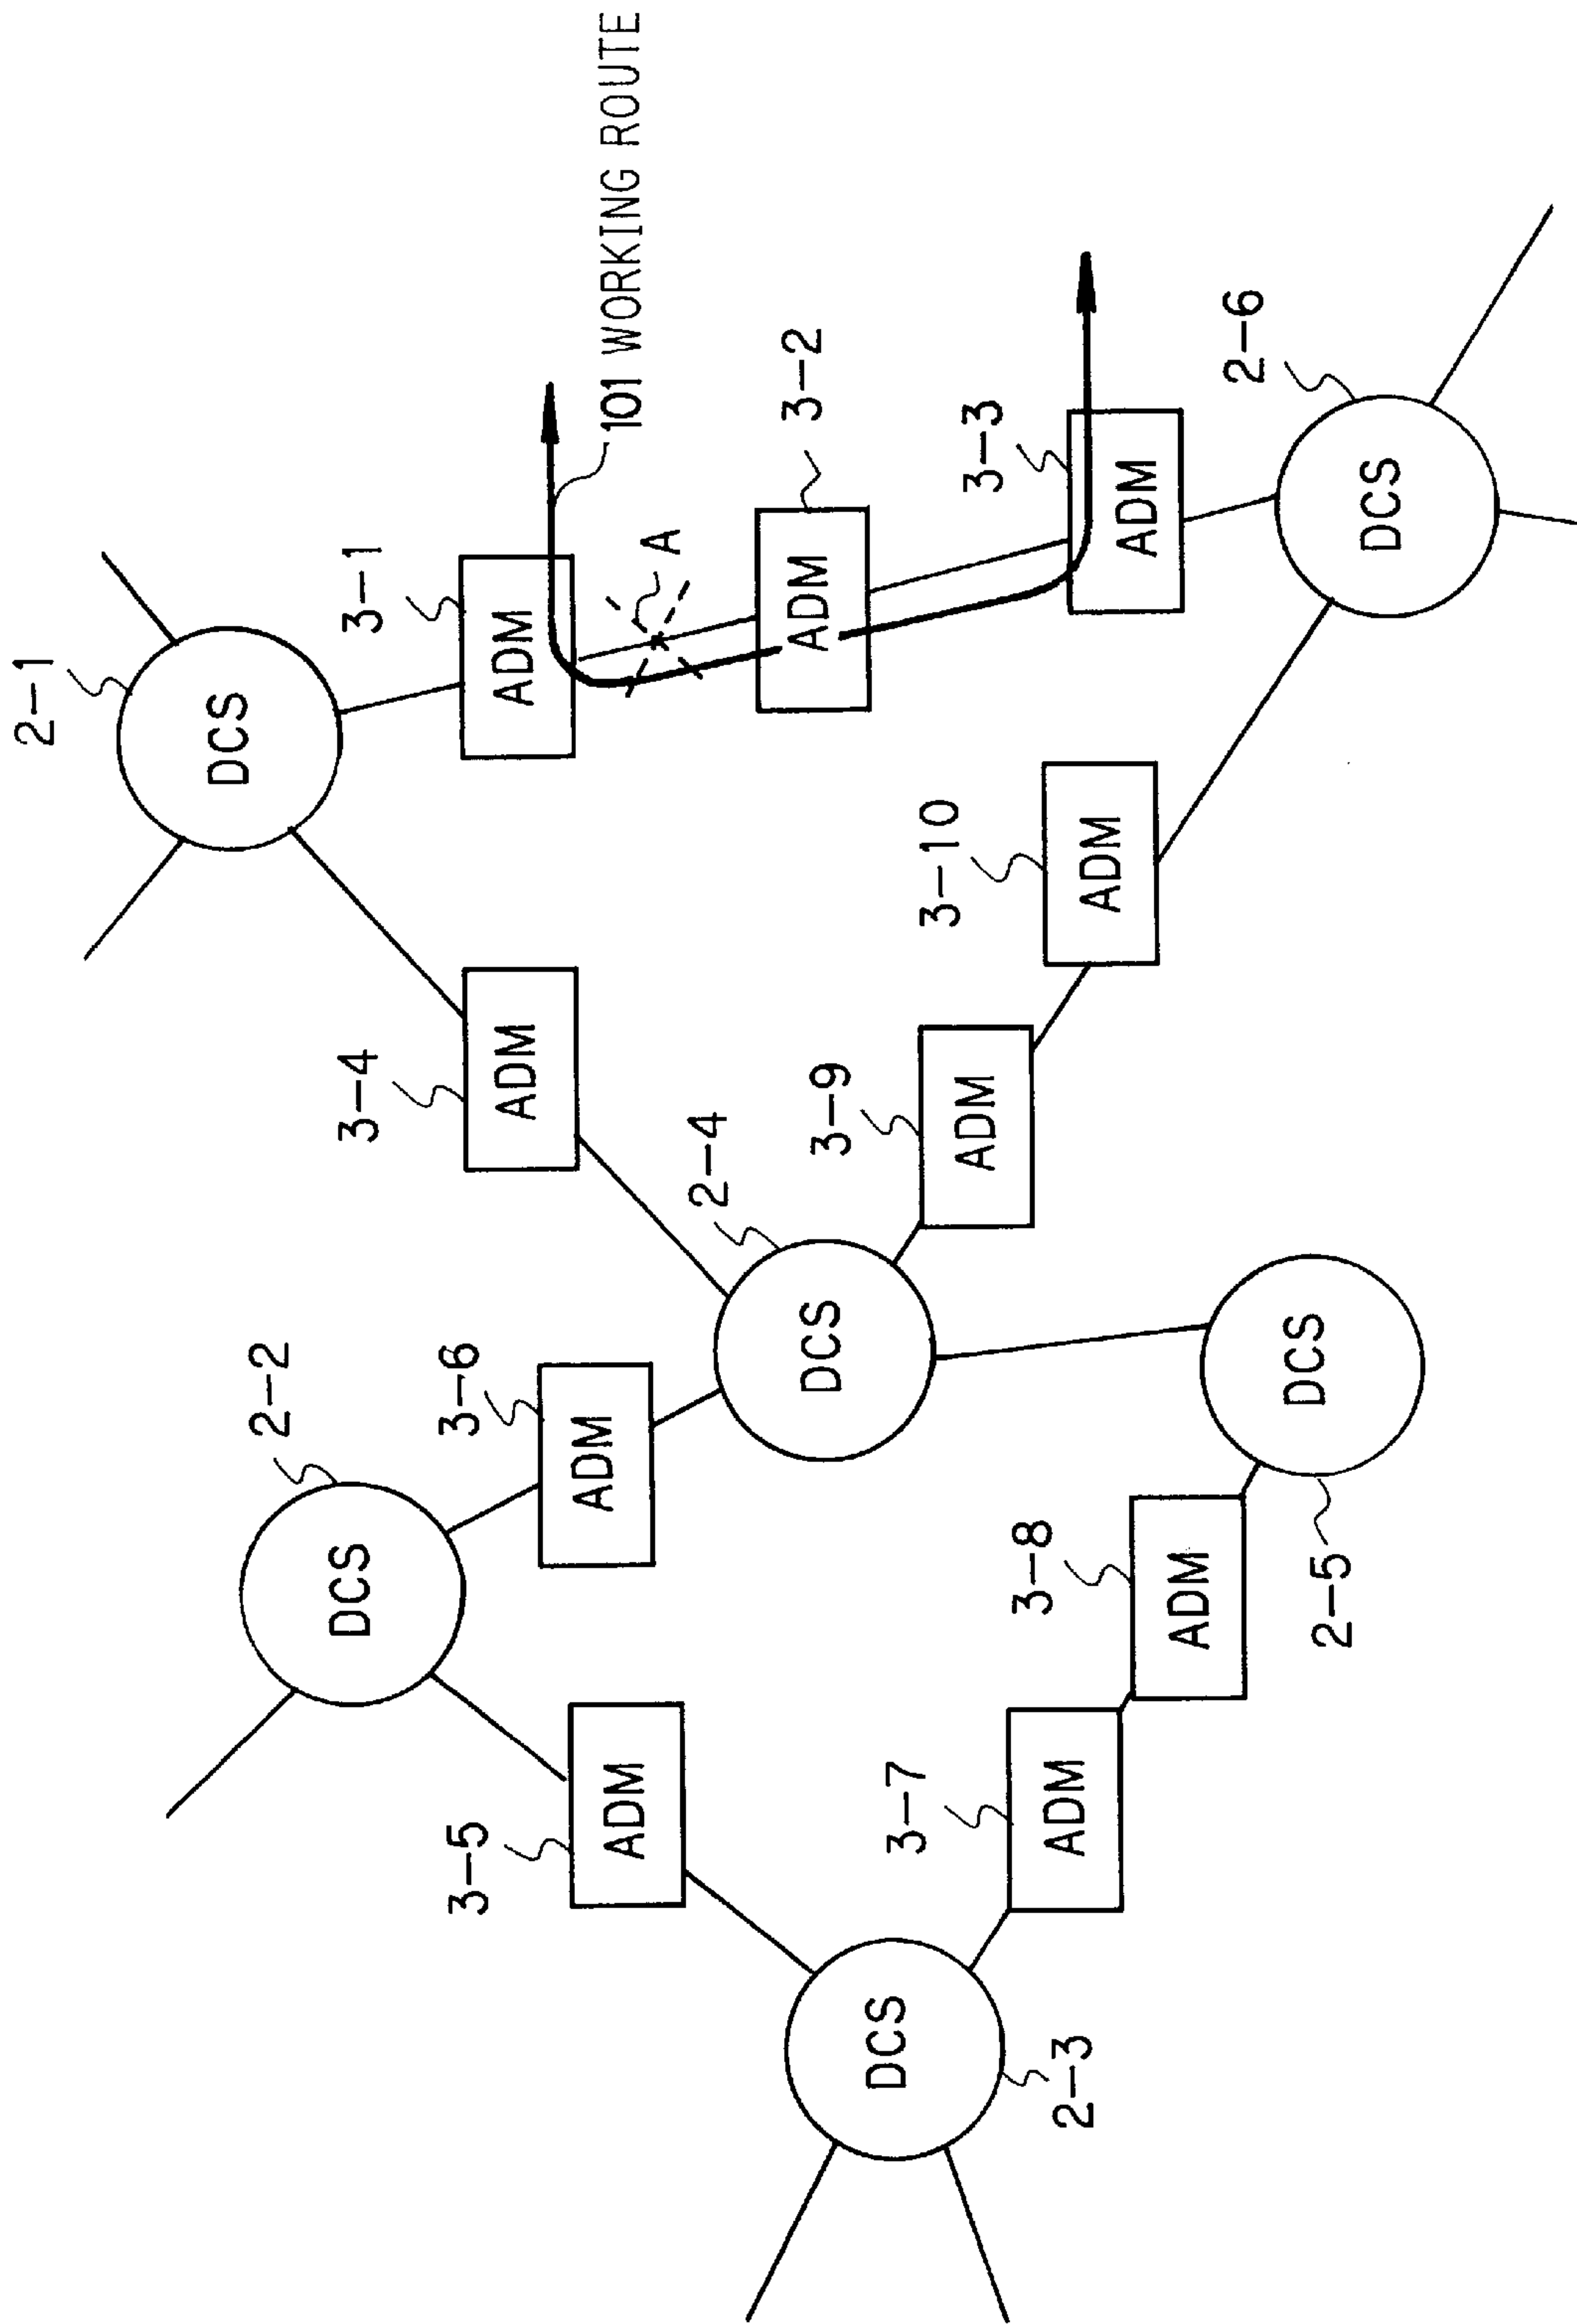 2-1
DCS
3-1
ADM
101 WORKING ROUTE
A
3-2
ADM
3-3
ADM
2-6
DCS
3-4
ADM
3-10
ADM
3-9
ADM
2-4
DCS
2-2
DCS
3-6
ADM
DCS
2-5
3-8
ADM
3-5
ADM
3-7
ADM
DCS
2-3